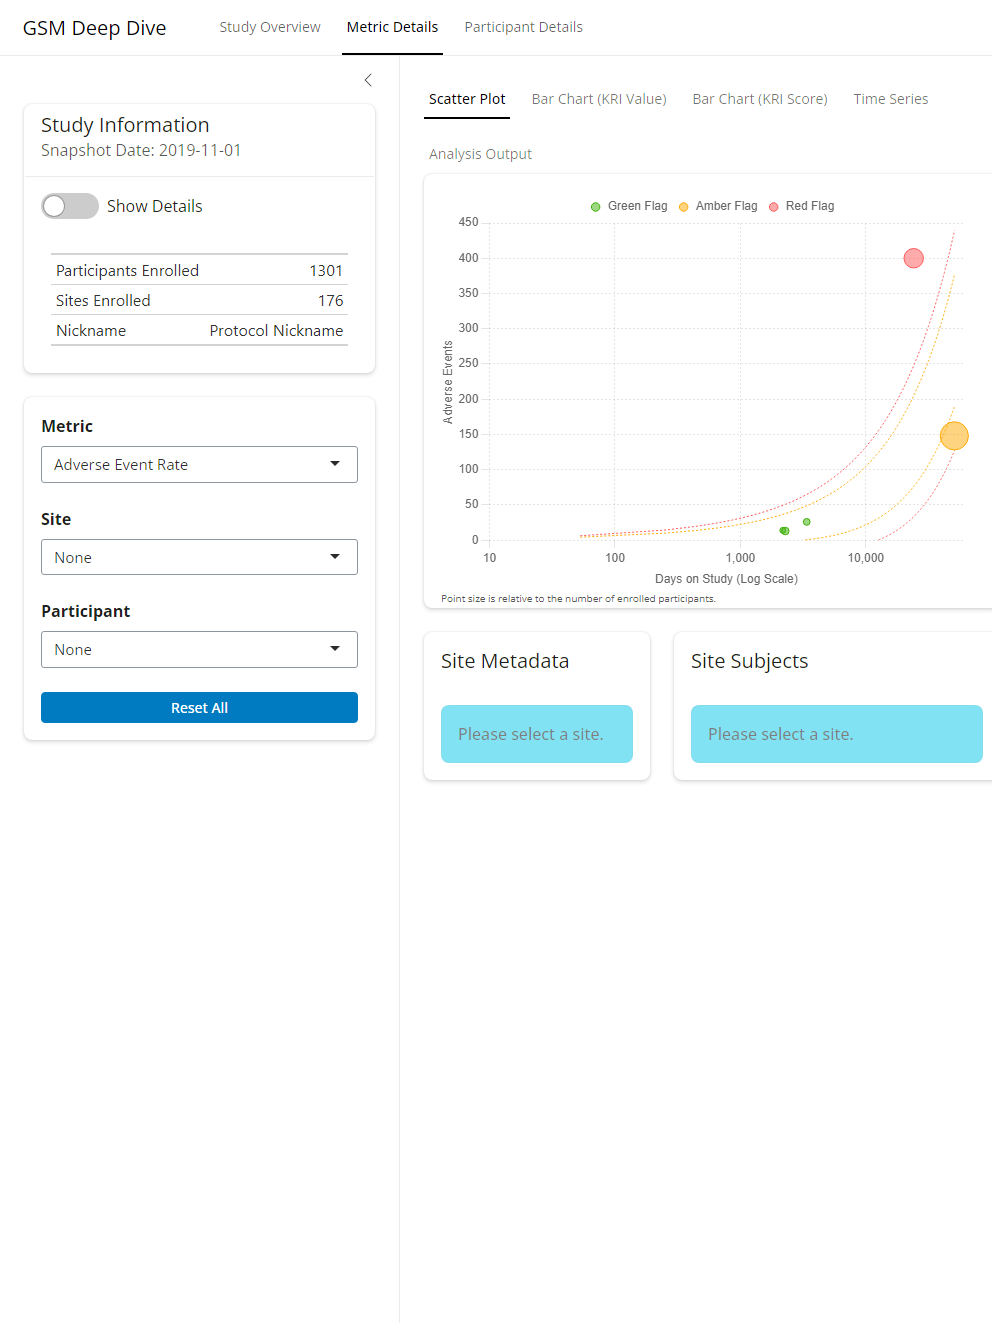 GSM Deep Dive
Study Overview
Metric Details
Participant Details
Study Information
Snapshot Date: 2019-11-01
Show Details
Participants Enrolled 1301
Sites Enrolled 176
Nickname Protocol Nickname
Metric
Adverse Event Rate
Site
None
Participant
None
Reset All
Scatter Plot
Bar Chart (KRI Value)
Bar Chart (KRI Score)
Time Series
Analysis Output
Green Flag
Amber Flag
Red Flag
450
400
350
300
250
200
150
100
50
0
Adverse Events
10
100
1,000
10,000
Days on Study (Log Scale)
Point size is relative to the number of enrolled participants.
Site Metadata
Please select a site.
Site Subjects
Please select a site.